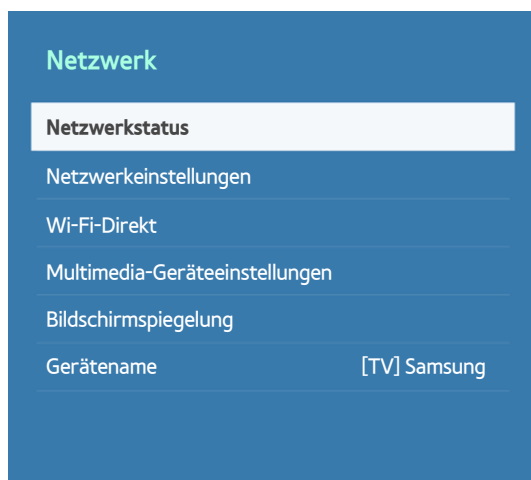 Netzwerk
Netzwerkstatus
Netzwerkeinstellungen
Wi-Fi-Direkt
Multimedia-Geräteeinstellungen
Bildschirmspiegelung
Gerätename [TV] Samsung